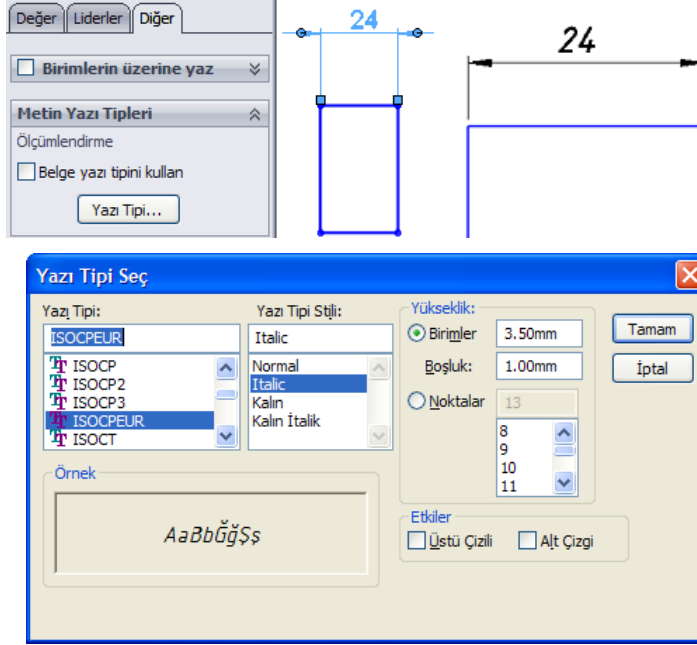 Değer Liderler Diğer
Birimlerin üzerine yaz
Metin Yazı Tipleri
Ölçümlendirme
Belge yazı tipini kullan
Yazı Tipi...
24
24
Yazı Tipi Seç
Yazı Tipi:
ISOCPEUR
ISOCP
ISOCP2
ISOCP3
ISOCPEUR
ISOCT
Yazı Tipi Stili:
Italic
Normal
Italic
Kalın
Kalın İtalik
Yükseklik:
Birimler 3.50mm
Boşluk: 1.00mm
Noktalar 13
8
9
10
11
Tamam
İptal
Örnek
AaBbĞğŞş
Etkiler
Üstü Çizili Alt Çizgi